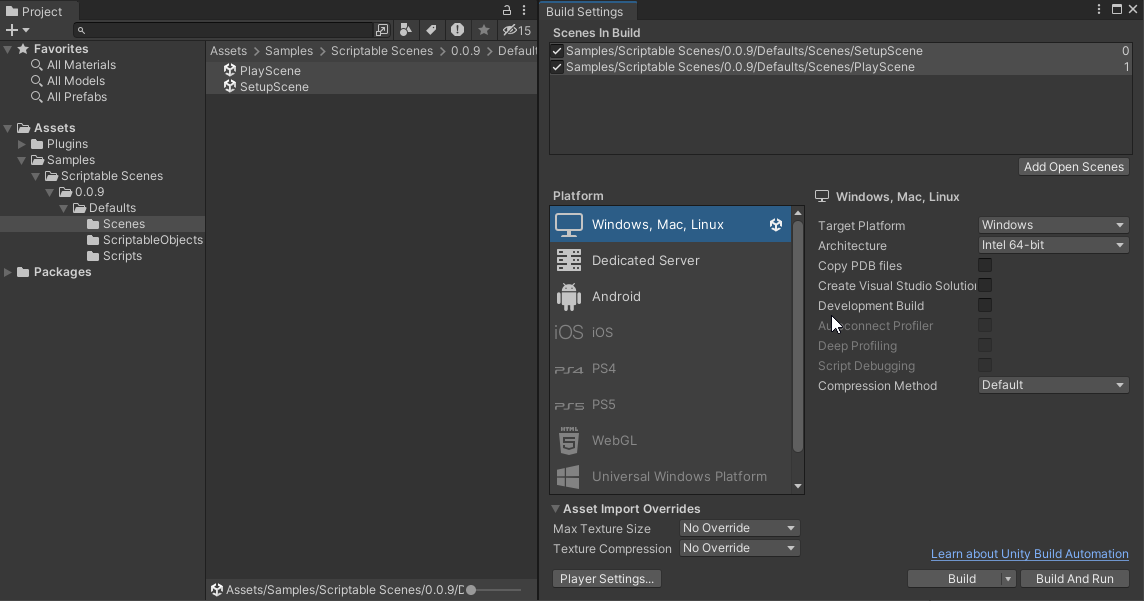 Project
15
Favorites
All Materials
All Models
All Prefabs
Assets
Plugins
Samples
Scriptable Scenes
0.0.9
Defaults
Scenes
ScriptableObjects
Scripts
Packages
Assets > Samples > Scriptable Scenes > 0.0.9 > Defaul
PlayScene
SetupScene
Assets/Samples/Scriptable Scenes/0.0.9/D
Build Settings
Scenes In Build
Samples/Scriptable Scenes/0.0.9/Defaults/Scenes/SetupScene 0
Samples/Scriptable Scenes/0.0.9/Defaults/Scenes/PlayScene 1
Add Open Scenes
Platform
Windows, Mac, Linux
Dedicated Server
Android
iOS iOS
PS4 PS4
PS5 PS5
HTML 5 WebGL
Universal Windows Platform
Windows, Mac, Linux
Target Platform Windows
Architecture Intel 64-bit
Copy PDB files
Create Visual Studio Solution
Development Build
Autoconnect Profiler
Deep Profiling
Script Debugging
Compression Method Default
Asset Import Overrides
Max Texture Size No Override
Texture Compression No Override
Learn about Unity Build Automation
Player Settings...
Build
Build And Run